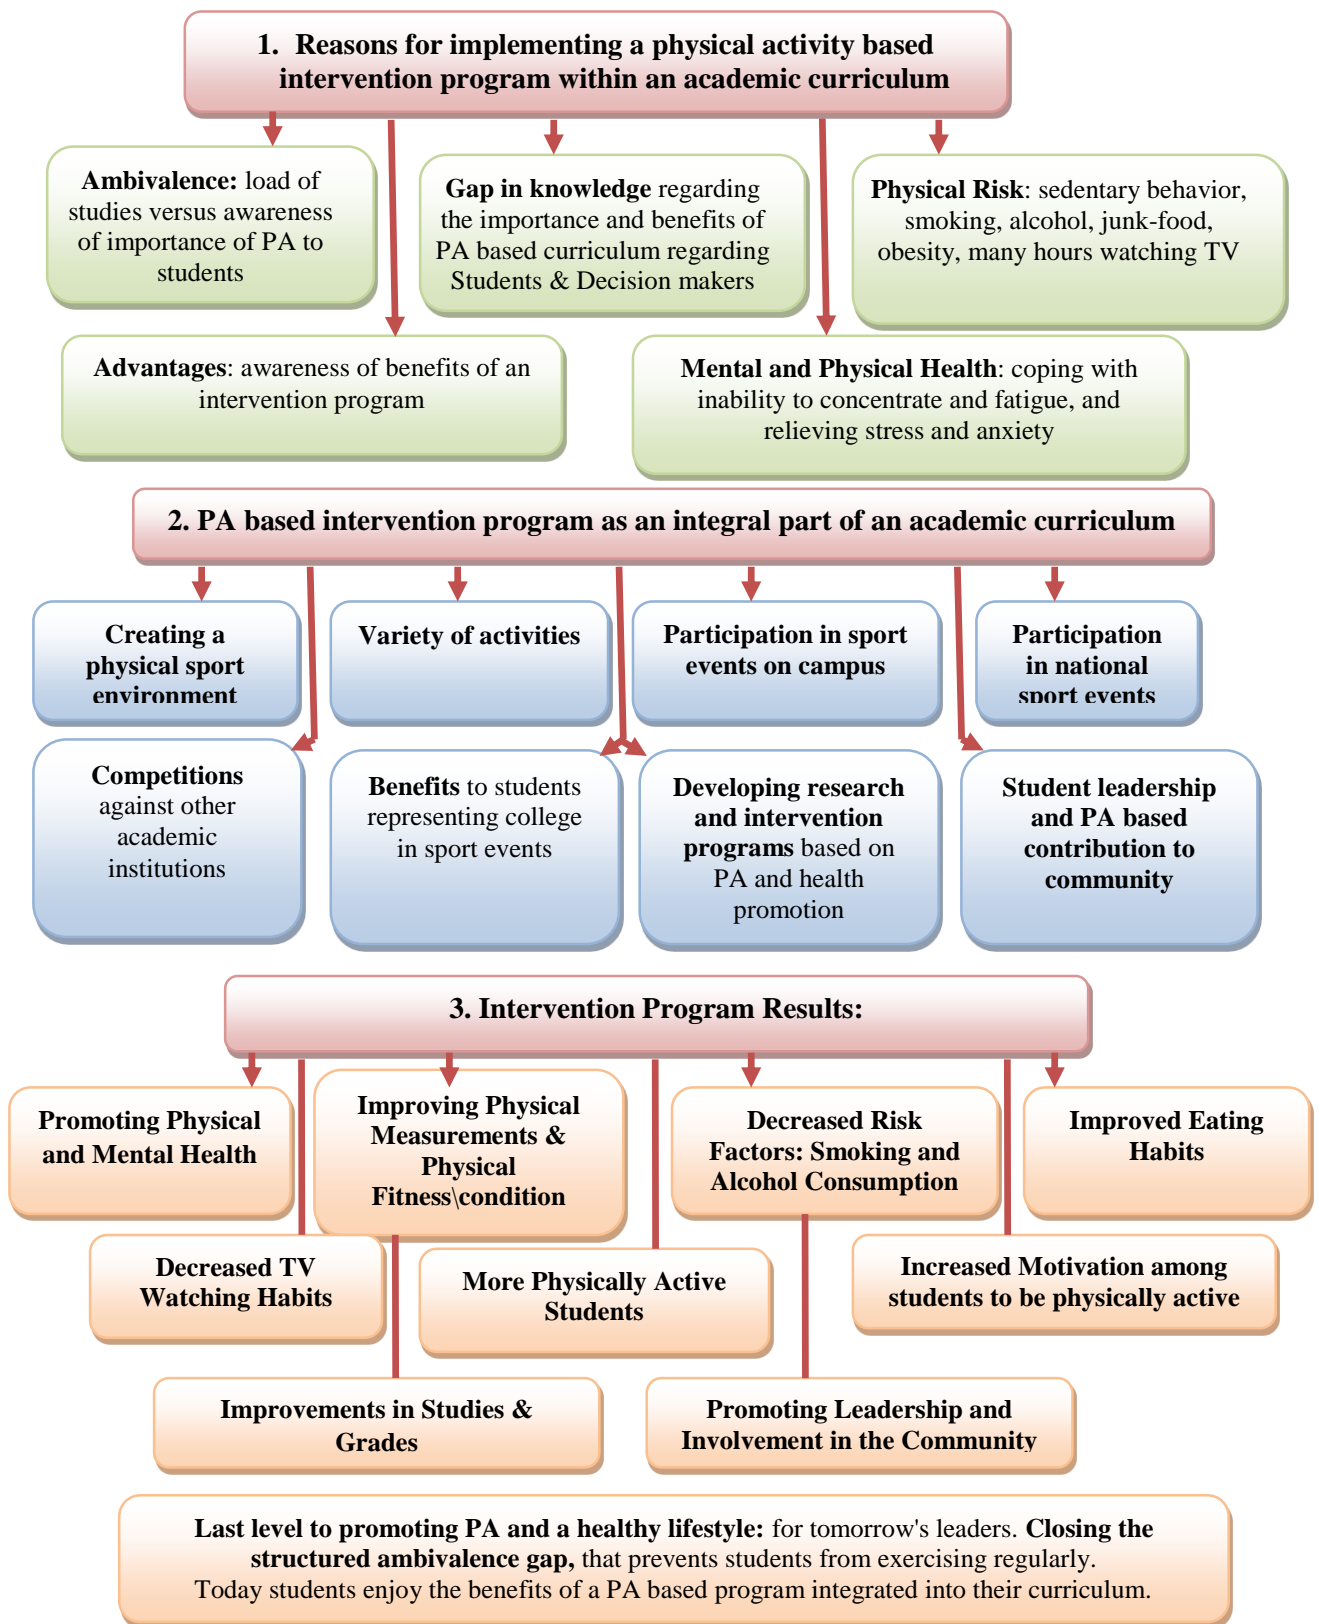 1. Reasons for implementing a physical activity based
intervention program within an academic curriculum
Ambivalence: load of
studies versus awareness
of importance of PA to
students
Gap in knowledge regarding
the importance and benefits of
PA based curriculum regarding
Students & Decision makers
Physical Risk: sedentary behavior,
smoking, alcohol, junk-food,
obesity, many hours watching TV
Advantages: awareness of benefits of an
intervention program
Mental and Physical Health: coping with
inability to concentrate and fatigue, and
relieving stress and anxiety
2. PA based intervention program as an integral part of an academic curriculum
Creating a
physical sport
environment
Variety of activities
Participation in sport
events on campus
Participation
in national
sport events
Competitions
against other
academic
institutions
Benefits to students
representing college
in sport events
Developing research
and intervention
programs based on
PA and health
promotion
Student leadership
and PA based
contribution to
community
3. Intervention Program Results:
Promoting Physical
and Mental Health
Improving Physical
Measurements &
Physical
Fitness\condition
Decreased Risk
Factors: Smoking and
Alcohol Consumption
Improved Eating
Habits
Decreased TV
Watching Habits
More Physically Active
Students
Increased Motivation among
students to be physically active
Improvements in Studies &
Grades
Promoting Leadership and
Involvement in the Community
Last level to promoting PA and a healthy lifestyle: for tomorrow's leaders. Closing the
structured ambivalence gap, that prevents students from exercising regularly.
Today students enjoy the benefits of a PA based program integrated into their curriculum.